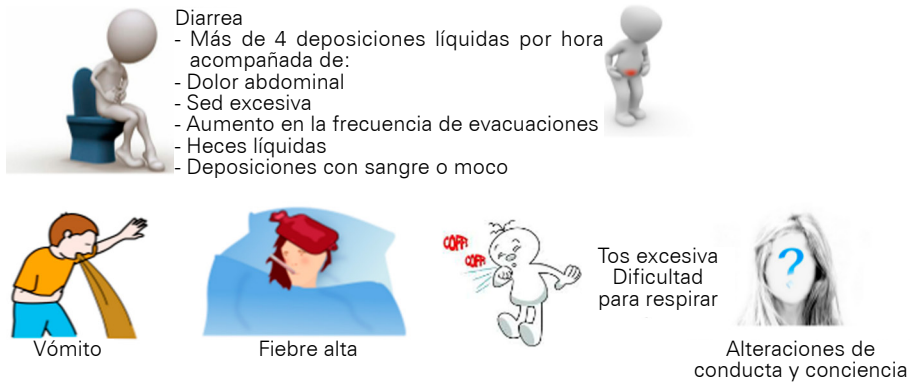 Diarrea
- Más de 4 deposiciones líquidas por hora
acompañada de:
- Dolor abdominal
- Sed excesiva
- Aumento en la frecuencia de evacuaciones
- Heces líquidas
- Deposiciones con sangre o moco
COFF!
COFF!
Tos excesiva
Dificultad
para respirar
?
Vómito
Fiebre alta
Alteraciones de
conducta y conciencia